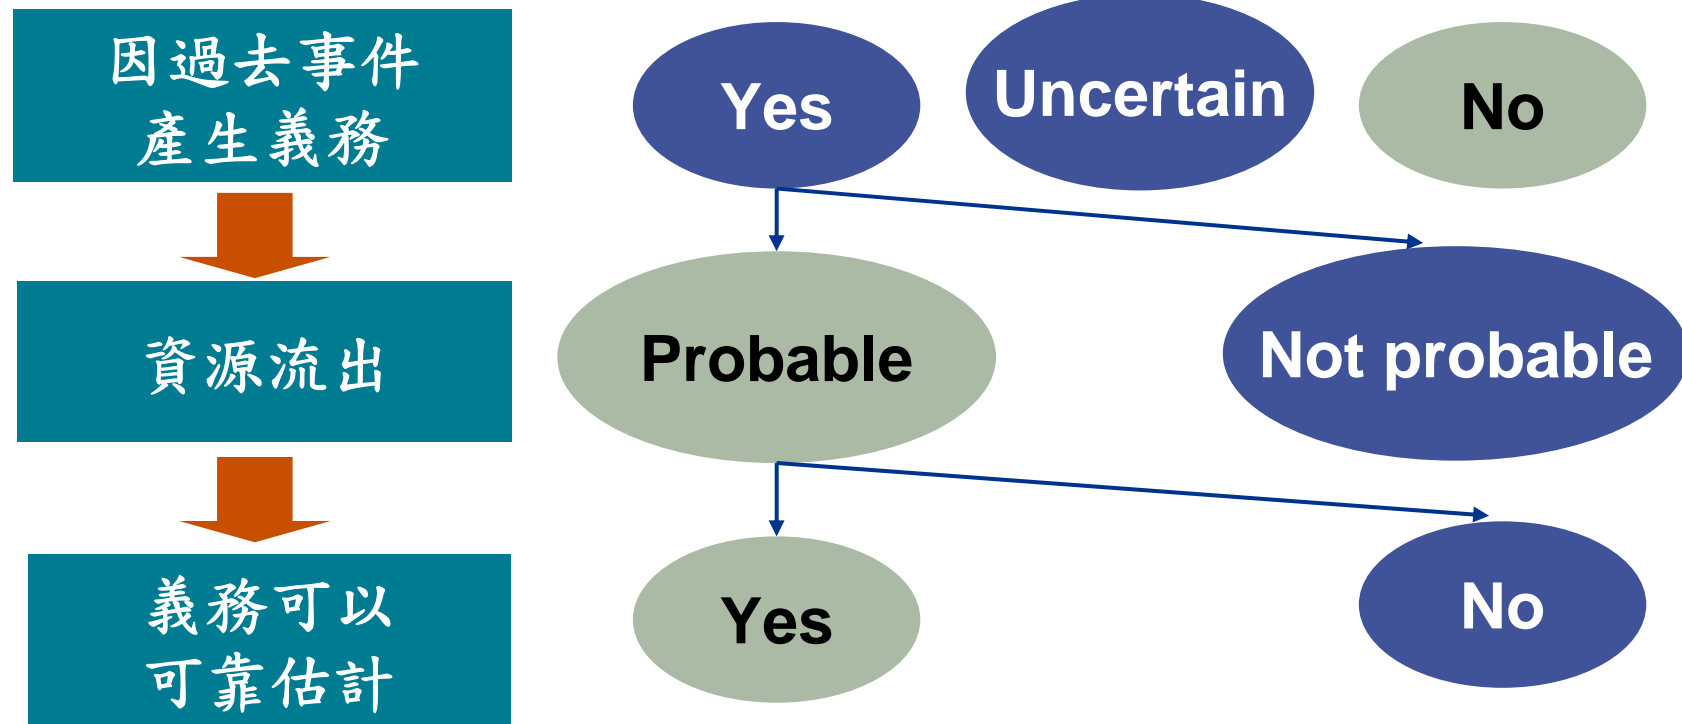 因過去事件
產生義務
Yes
Uncertain
No
資源流出
Probable
Not probable
義務可以
可靠估計
Yes
No